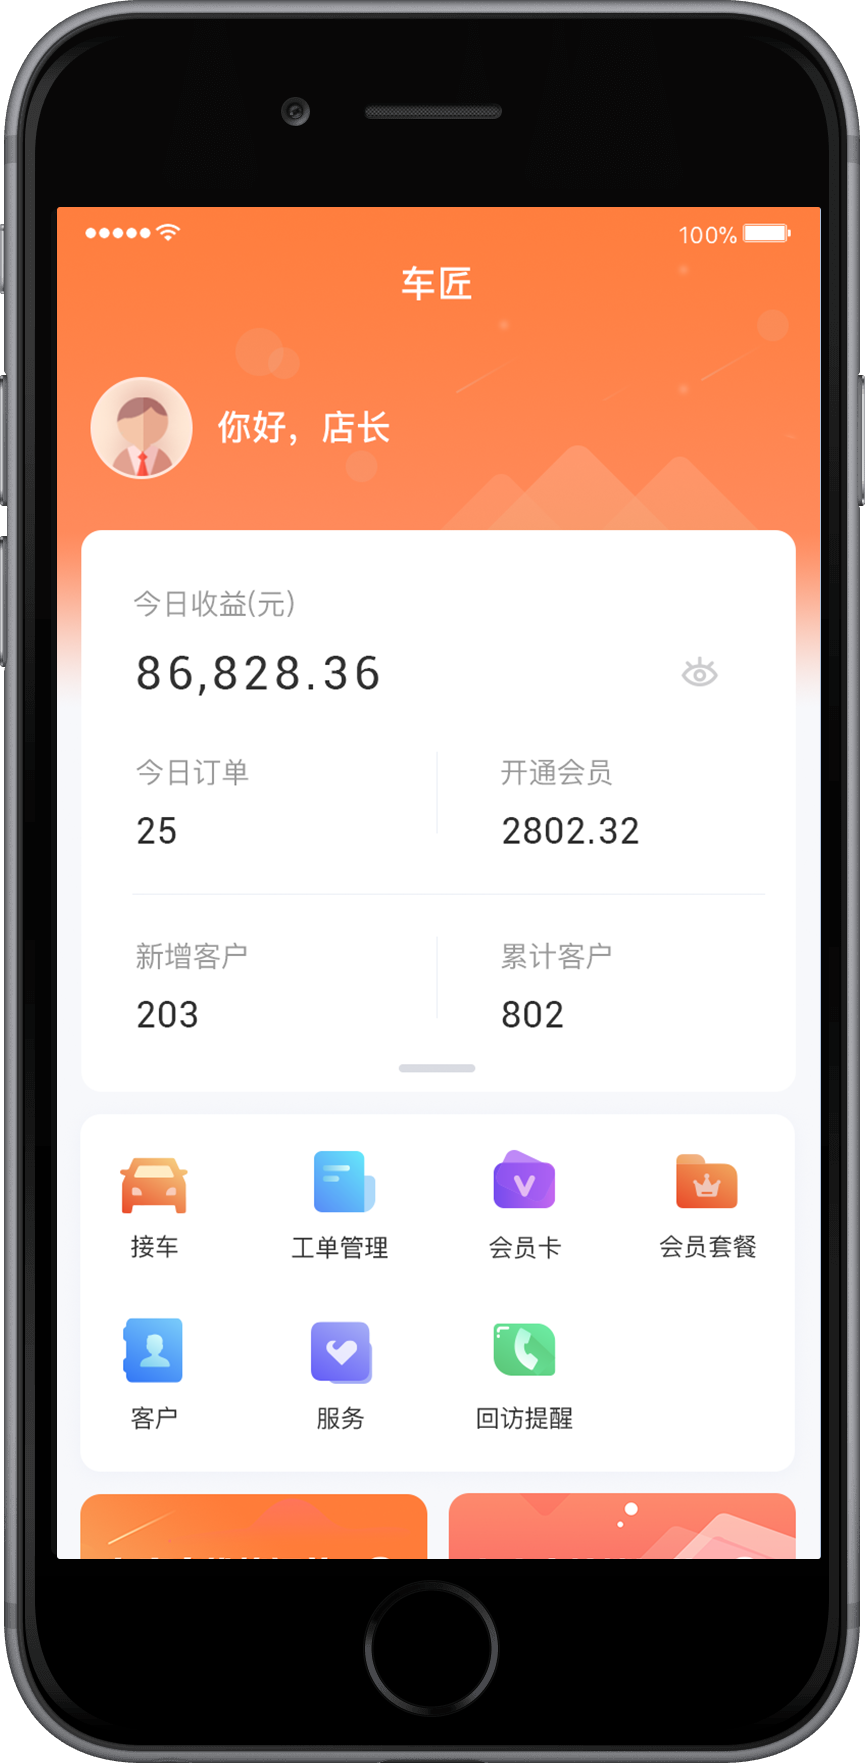 100%
车匠
你好，店长
今日收益(元)
86,828.36
今日订单
开通会员
25
2802.32
新增客户
累计客户
203
802
接车
工单管理
会员卡
会员套餐
客户
服务
回访提醒